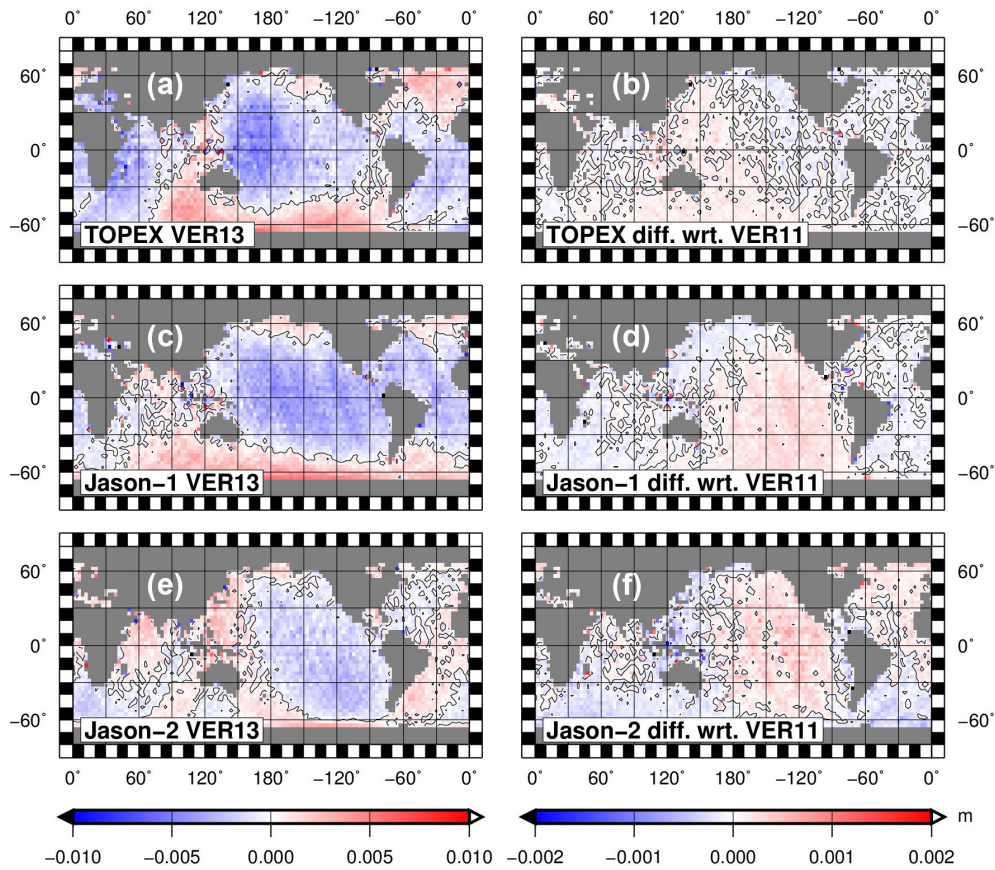 0° 60° 120° 180° −120° −60° 0° 0° 60° 120° 180° −120° −60° 0°
(a) (b)
60° 60°
0° 0°
−60° −60°
TOPEX VER13 TOPEX diff. wrt. VER11
(c) (d)
60° 60°
0° 0°
−60° −60°
Jason−1 VER13 Jason−1 diff. wrt. VER11
(e) (f)
60° 60°
0° 0°
−60° −60°
Jason−2 VER13 Jason−2 diff. wrt. VER11
0° 60° 120° 180° −120° −60° 0° 0° 60° 120° 180° −120° −60° 0°
m
−0.010 −0.005 0.000 0.005 0.010 −0.002 −0.001 0.000 0.001 0.002